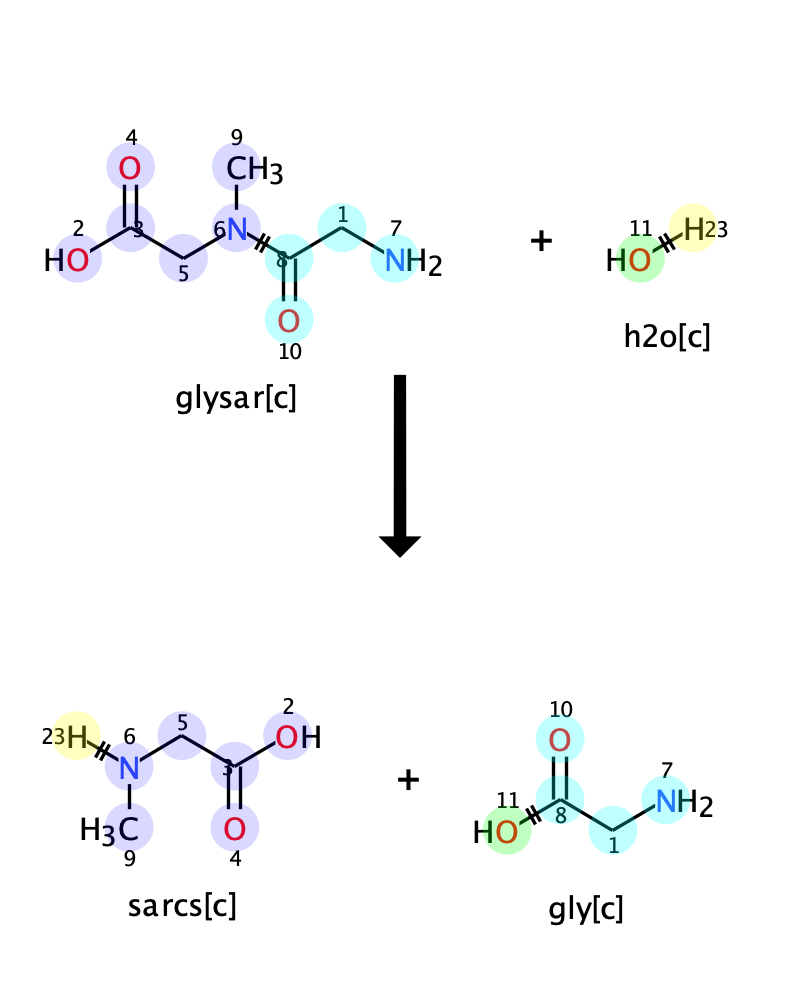 4 9
O CH3
2 3 6 N 1 7 + 11 H23
HO 5 8 NH2 HO
O
10
h2o[c]
glysar[c]
10
2
23H 6 5 OH O
N 3 7
+ 11 NH2
H3C O HO 8
9 4 1
sarcs[c] gly[c]